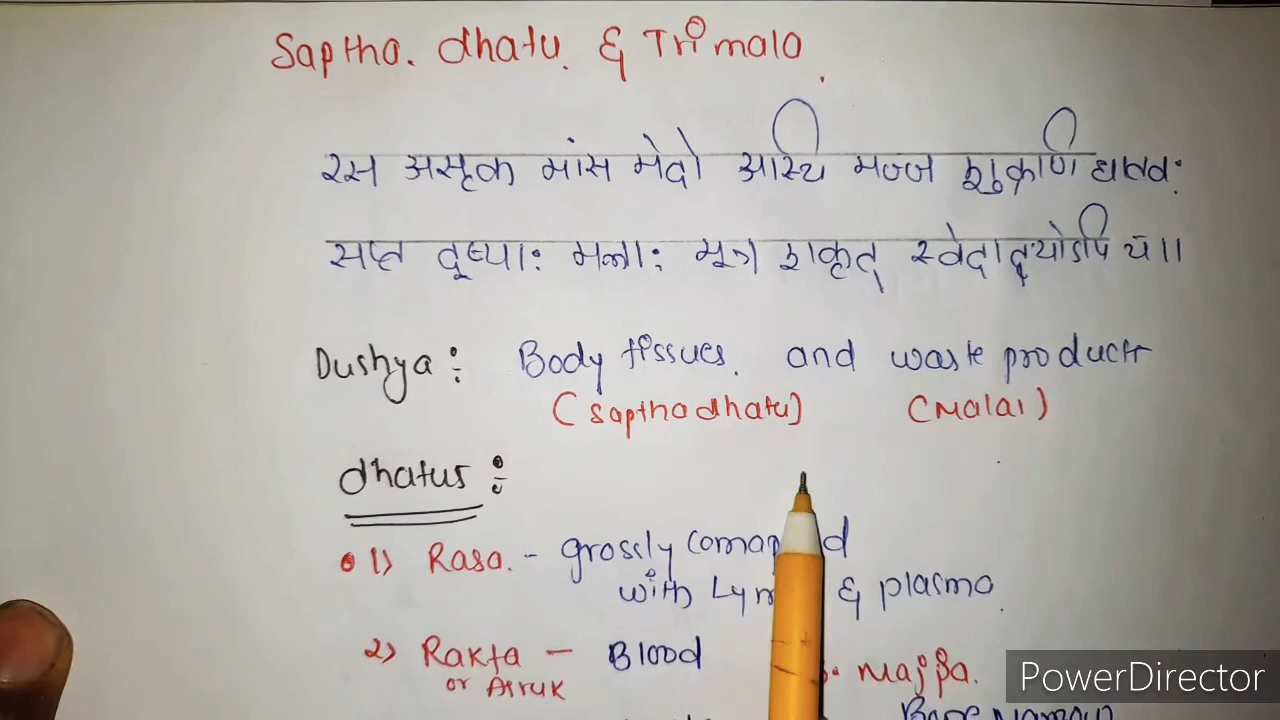 Saptha. dhatu. & Trimala.
रस असृक मांस मेदो अस्थि मज्ज शुक्राणि धातवः
सप्त दूष्याः मलाः मूत्र शकृत् स्वेदादयोऽपि च॥
Dushya: Body tissues. and waste product
(Sapthadhatu) (Malai)
dhatus:
1) Rasa. - grossly
with & plasma.
2) Rakta - Blood
or Asruk
Majja.
PowerDirector